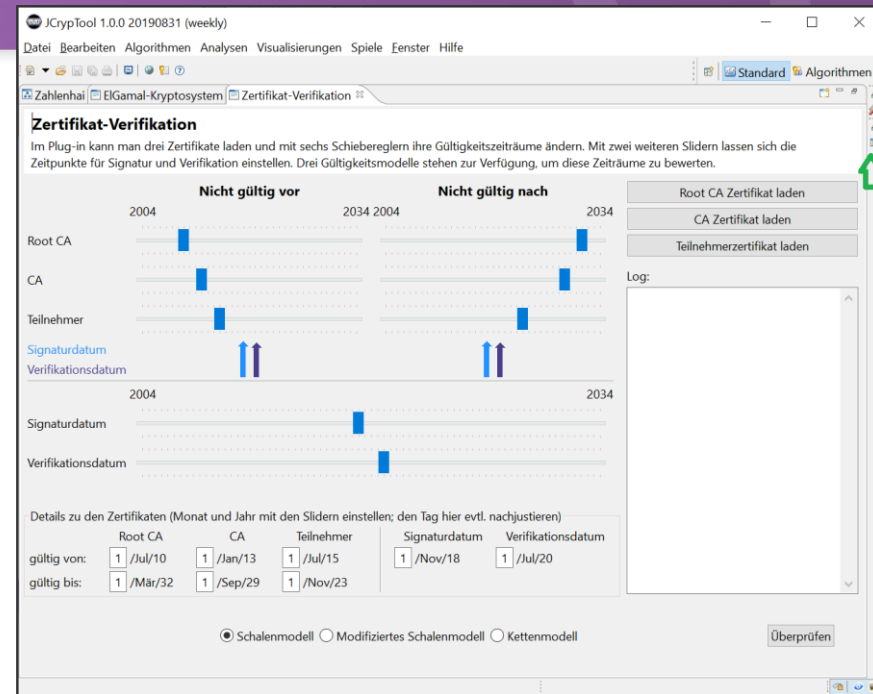 JCrypTool 1.0.0 20190831 (weekly)
Datei Bearbeiten Algorithmen Analysen Visualisierungen Spiele Fenster Hilfe
Standard Algorithmen
Zahlenhai ElGamal-Kryptosystem Zertifikat-Verifikation
Zertifikat-Verifikation
Im Plug-in kann man drei Zertifikate laden und mit sechs Schiebereglern ihre Gültigkeitszeiträume ändern. Mit zwei weiteren Slidern lassen sich die
Zeitpunkte für Signatur und Verifikation einstellen. Drei Gültigkeitsmodelle stehen zur Verfügung, um diese Zeiträume zu bewerten.
Nicht gültig vor Nicht gültig nach
2004 2034 2004 2034
Root CA
CA
Teilnehmer
Signaturdatum
Verifikationsdatum
2004 2034
Signaturdatum
Verifikationsdatum
Details zu den Zertifikaten (Monat und Jahr mit den Slidern einstellen; den Tag hier evtl. nachjustieren)
Root CA CA Teilnehmer Signaturdatum Verifikationsdatum
gültig von: 1 /Jul/10 1 /Jan/13 1 /Jul/15 1 /Nov/18 1 /Jul/20
gültig bis: 1 /Mär/32 1 /Sep/29 1 /Nov/23
Schalenmodell Modifiziertes Schalenmodell Kettenmodell
Root CA Zertifikat laden
CA Zertifikat laden
Teilnehmerzertifikat laden
Log:
Überprüfen